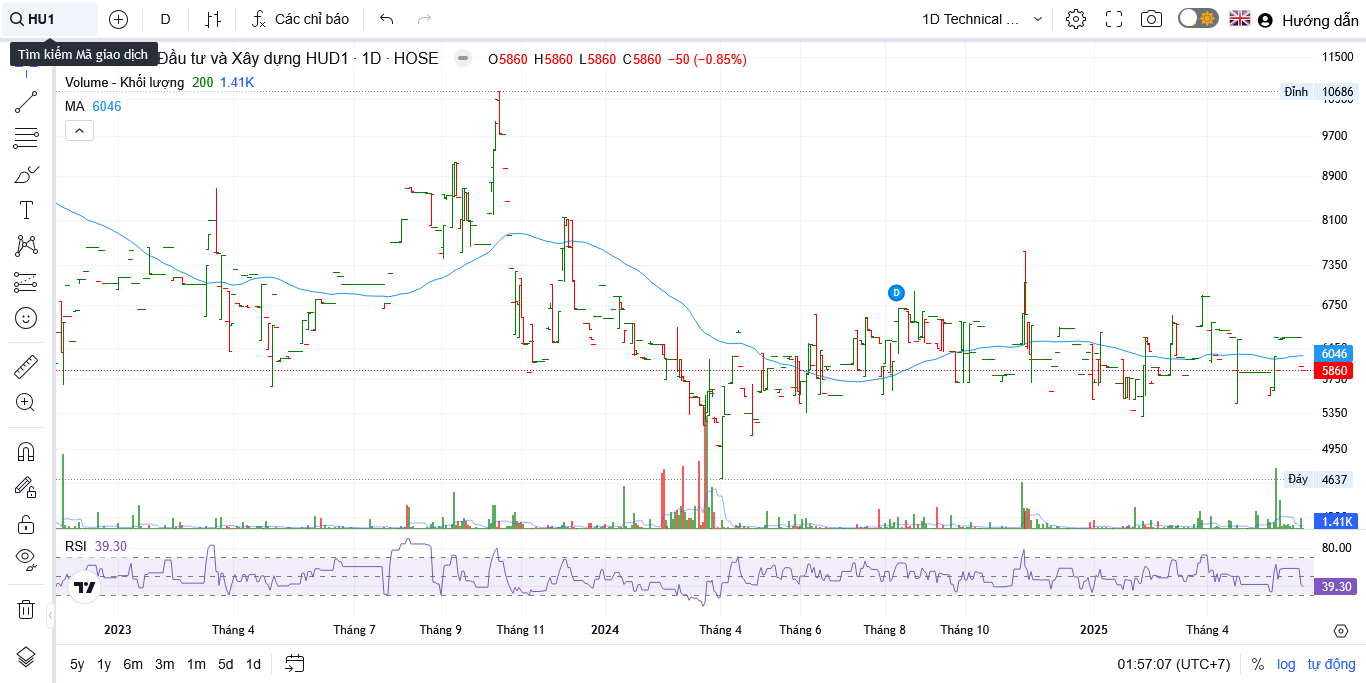 HU1
D
Các chỉ báo
1D Technical ...
Hướng dẫn
Tìm kiếm Mã giao dịch
Đầu tư và Xây dựng HUD1 · 1D · HOSE
O5860 H5860 L5860 C5860 −50 (−0.85%)
Volume - Khối lượng 200 1.41K
MA 6046
11500
Đỉnh 10686
9700
8900
8100
7350
6750
6046
5860
5750
5350
4950
Đáy 4637
1.41K
D
RSI 39.30
80.00
39.30
2023
Tháng 4
Tháng 7
Tháng 9
Tháng 11
2024
Tháng 4
Tháng 6
Tháng 8
Tháng 10
2025
Tháng 4
5y 1y 6m 3m 1m 5d 1d
01:57:07 (UTC+7)
% log tự động